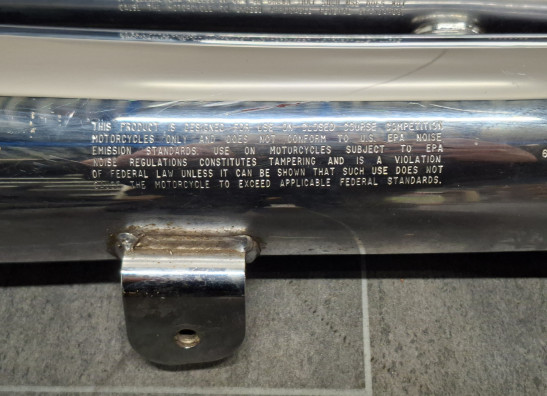 THIS PRODUCT IS DESIGNED FOR USE ON CLOSED COURSE COMPETITION
MOTORCYCLES ONLY AND DOES NOT CONFORM TO U.S. EPA NOISE
EMISSION STANDARDS. USE ON MOTORCYCLES SUBJECT TO EPA
NOISE REGULATIONS CONSTITUTES TAMPERING AND IS A VIOLATION
OF FEDERAL LAW UNLESS IT CAN BE SHOWN THAT SUCH USE DOES NOT
THE MOTORCYCLE TO EXCEED APPLICABLE FEDERAL STANDARDS.